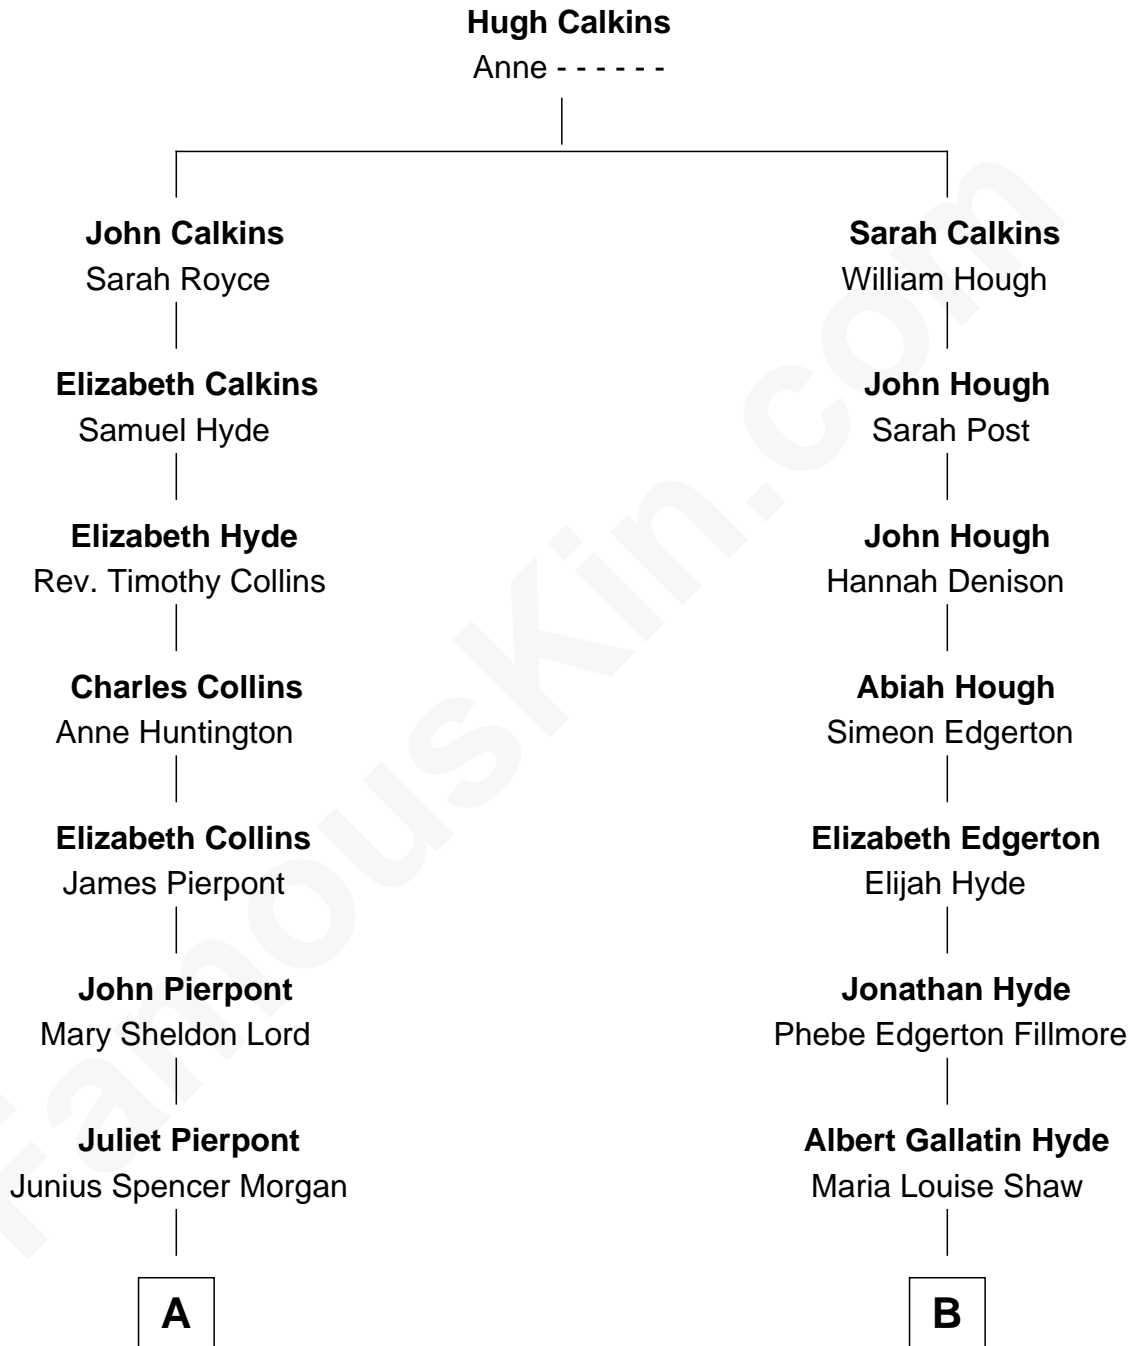 Hugh Calkins
Anne - - - - - -
John Calkins
Sarah Royce
Sarah Calkins
William Hough
Elizabeth Calkins
Samuel Hyde
John Hough
Sarah Post
Elizabeth Hyde
Rev. Timothy Collins
John Hough
Hannah Denison
Charles Collins
Anne Huntington
Abiah Hough
Simeon Edgerton
Elizabeth Collins
James Pierpont
Elizabeth Edgerton
Elijah Hyde
John Pierpont
Mary Sheldon Lord
Jonathan Hyde
Phebe Edgerton Fillmore
Juliet Pierpont
Junius Spencer Morgan
Albert Gallatin Hyde
Maria Louise Shaw
A
B
FamousKin.com